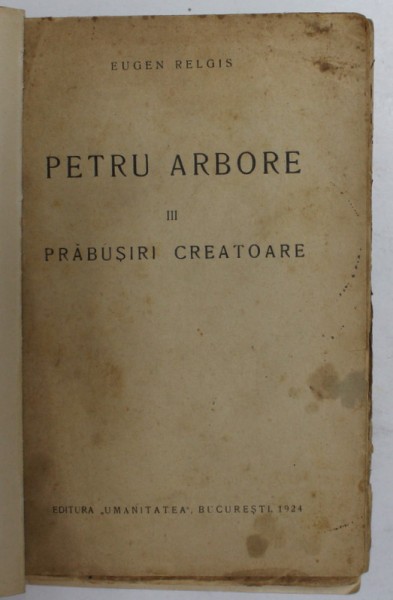 EUGEN RELGIS
PETRU ARBORE
III
PRĂBUȘIRI CREATOARE
EDITURA „UMANITATEA", BUCUREȘTI, 1924